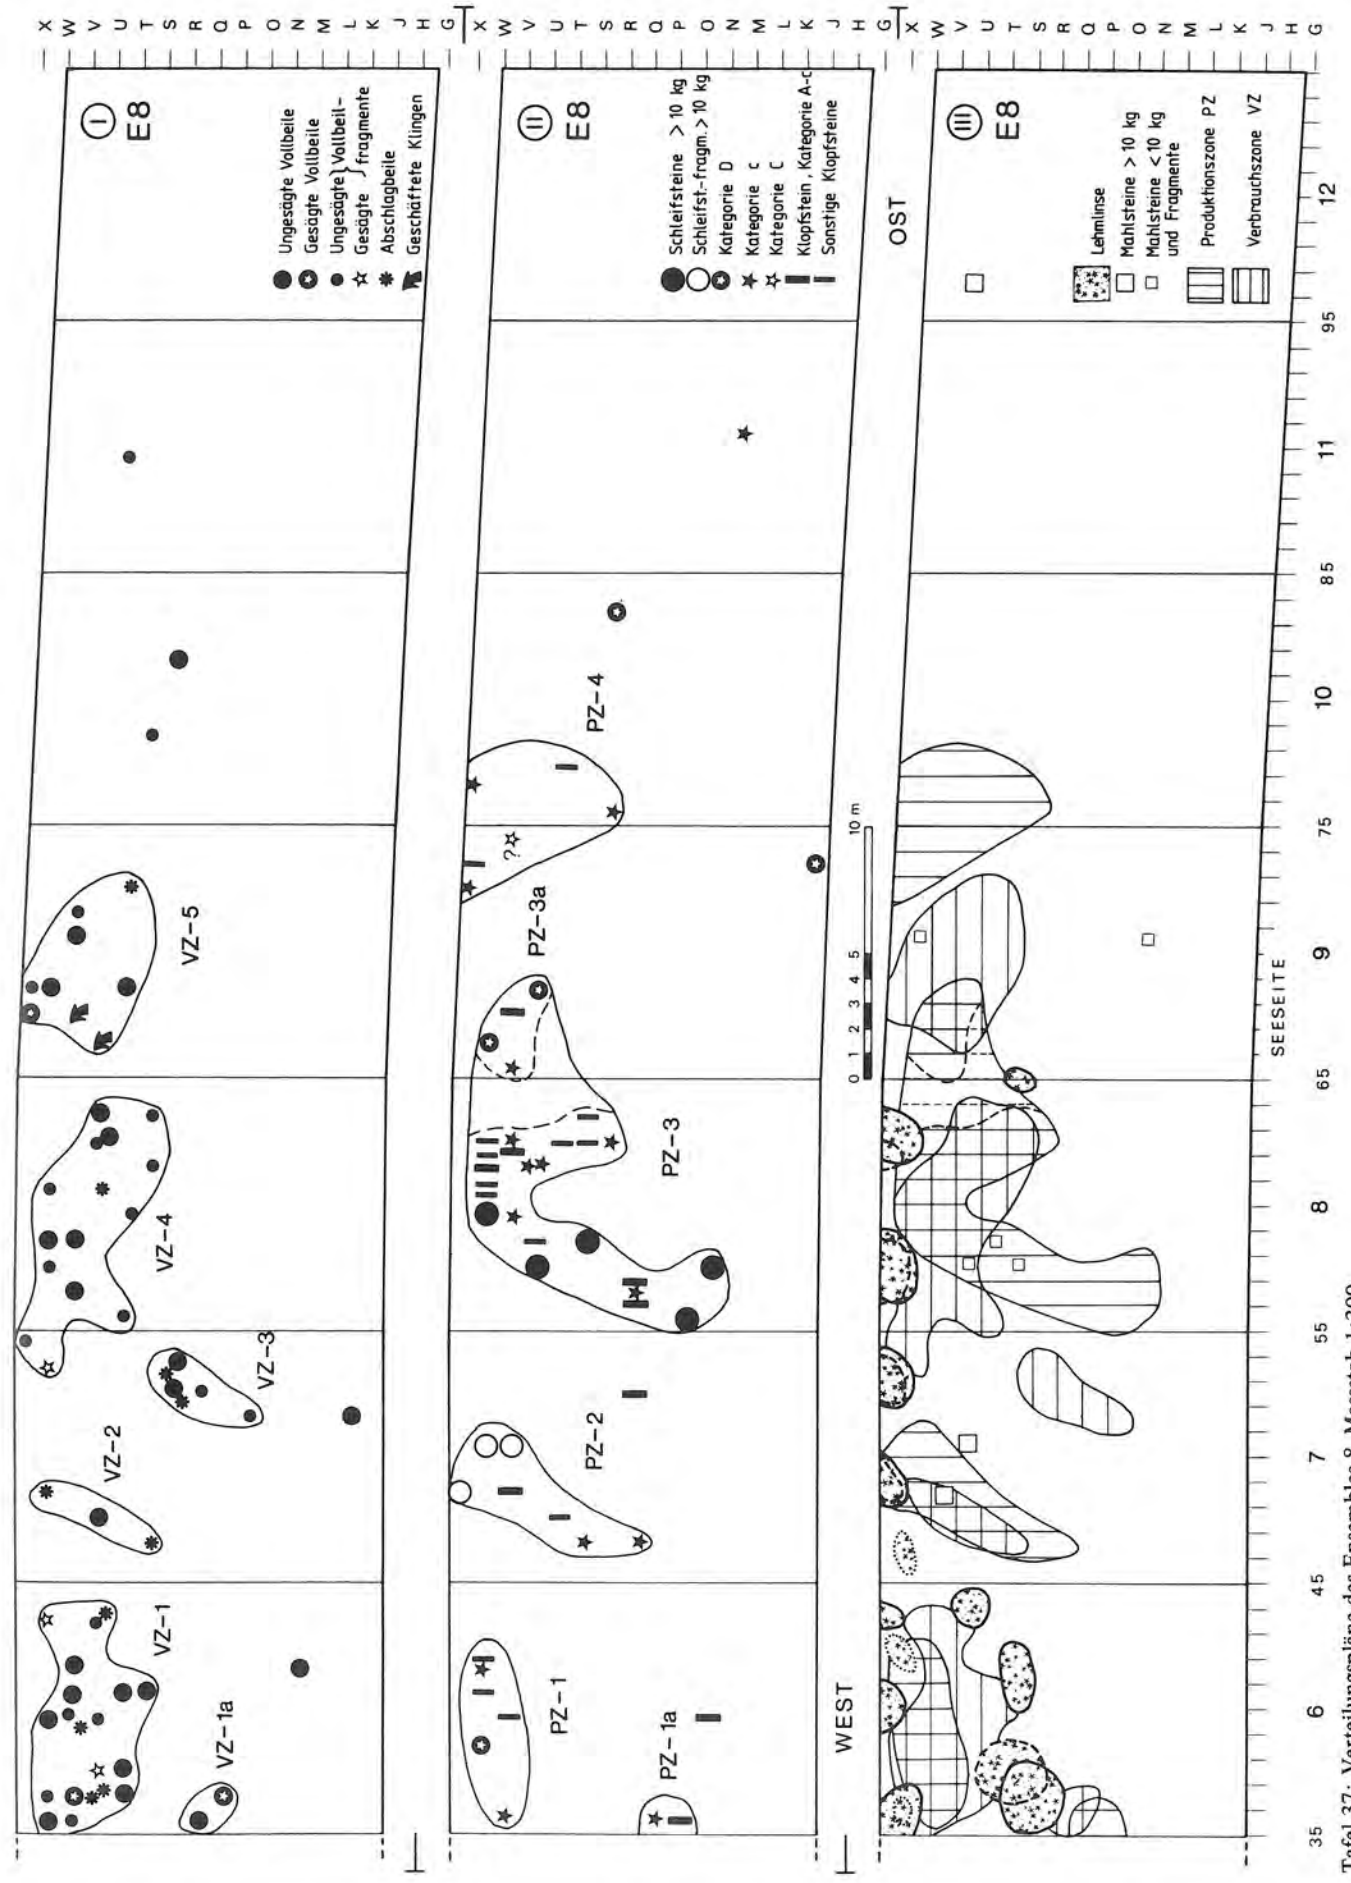 X W V U T S R Q P O N M L K J H G
I
E8
Ungesägte Vollbeile
Gesägte Vollbeile
Ungesägte } Vollbeil-
Gesägte } fragmente
Abschlagbeile
Geschäftete Klingen
VZ-1
VZ-1a
VZ-2
VZ-3
VZ-4
VZ-5
X W V U T S R Q P O N M L K J H G
II
E8
Schleifsteine > 10 kg
Schleifst.-fragm. > 10 kg
Kategorie D
Kategorie c
Kategorie C
Klopfstein, Kategorie A-c
Sonstige Klopfsteine
PZ-1
PZ-1a
PZ-2
PZ-3
PZ-3a
PZ-4
?
WEST
0 1 2 3 4 5 10 m
OST
X W V U T S R Q P O N M L K J H G
III
E8
Lehmlinse
Mahlsteine > 10 kg
Mahlsteine < 10 kg
und Fragmente
Produktionszone PZ
Verbrauchszone VZ
SEESEITE
35 6 45 7 55 8 65 9 75 10 85 11 95 12
Tafel 37: Verteilungspläne des Ensembles 8. Massstab 1:200